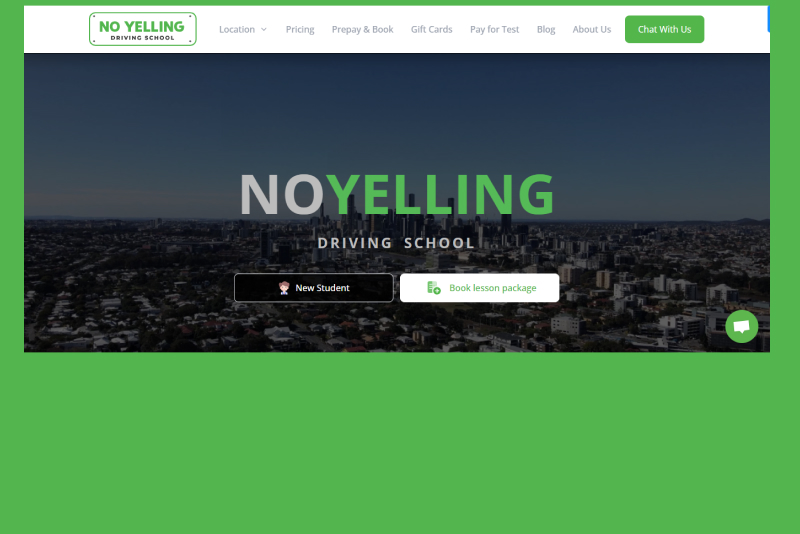 NO YELLING
DRIVING SCHOOL
Location
Pricing
Prepay & Book
Gift Cards
Pay for Test
Blog
About Us
Chat With Us
NOYELLING
DRIVING SCHOOL
New Student
Book lesson package